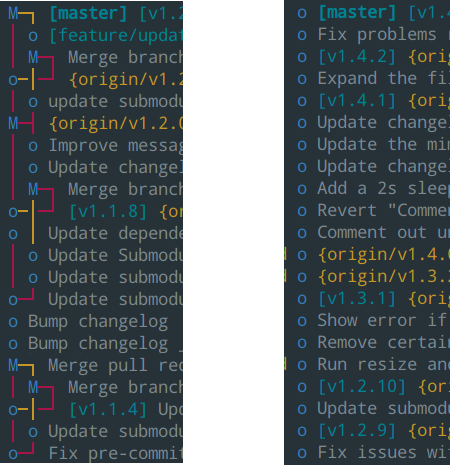 M [master] [v1.2
o [feature/updat
M Merge branch
o {origin/v1.2
o update submodu
M {origin/v1.2.0
o Improve messag
o Update changel
M Merge branch
o [v1.1.8] {or
o Update depende
o Update Submodu
o Update submodu
o Update submodu
o Bump changelog
o Bump changelog _
M Merge pull req
M Merge branch
o [v1.1.4] Upd
o Update submodu
o Fix pre-commit
o [master] [v1.4
o Fix problems
o [v1.4.2] {orig
o Expand the fil
o [v1.4.1] {orig
o Update changel
o Update the min
o Update changel
o Add a 2s sleep
o Revert "Commen
o Comment out un
o {origin/v1.4.0
o {origin/v1.3.
o [v1.3.1] {orig
o Show error if
o Remove certain
o Run resize and
o [v1.2.10] {or
o Update submodu
o [v1.2.9] {orig
o Fix issues wit